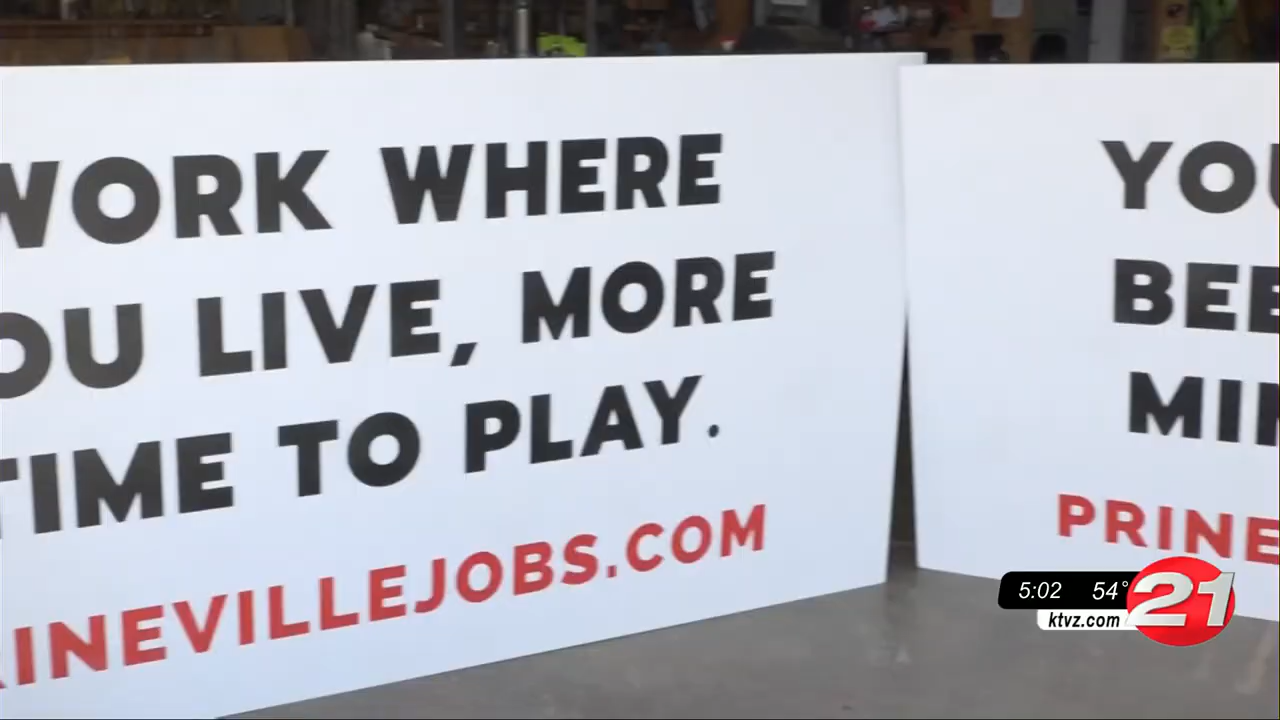 WORK WHERE
OU LIVE, MORE
TIME TO PLAY.
INEVILLEJOBS.COM
YOU
BEE
MI
PRINE
5:02 54°
ktvz.com
21